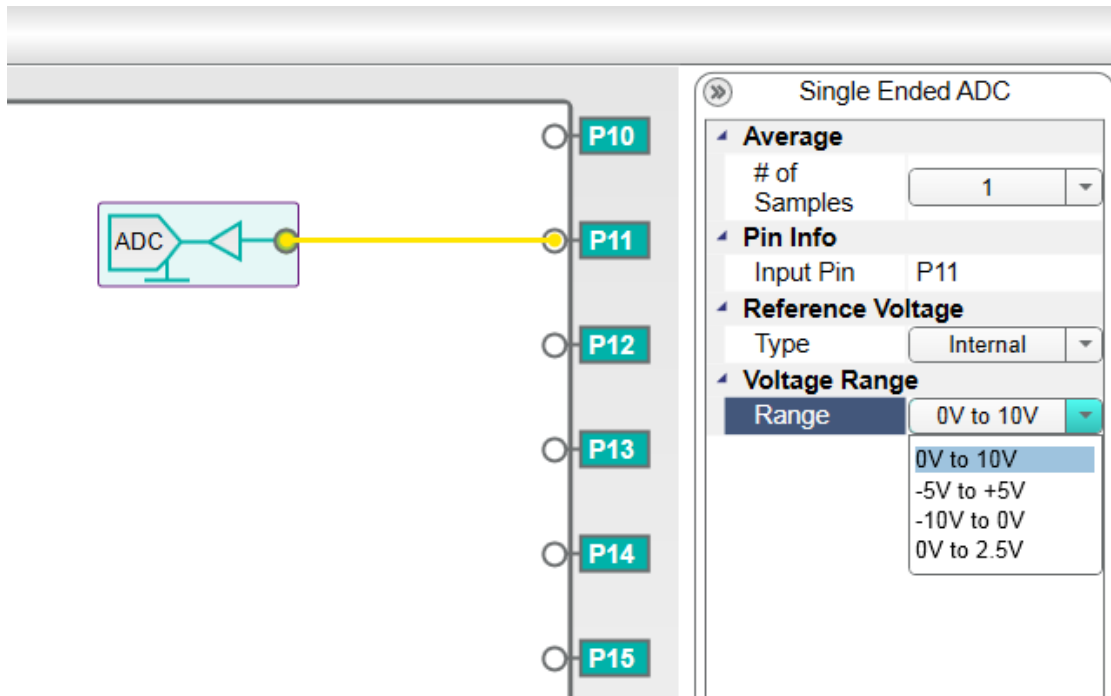 Single Ended ADC
P10
Average
# of
Samples
1
ADC
P11
Pin Info
Input Pin P11
Reference Voltage
P12
Type Internal
Voltage Range
Range 0V to 10V
P13
0V to 10V
-5V to +5V
-10V to 0V
0V to 2.5V
P14
P15